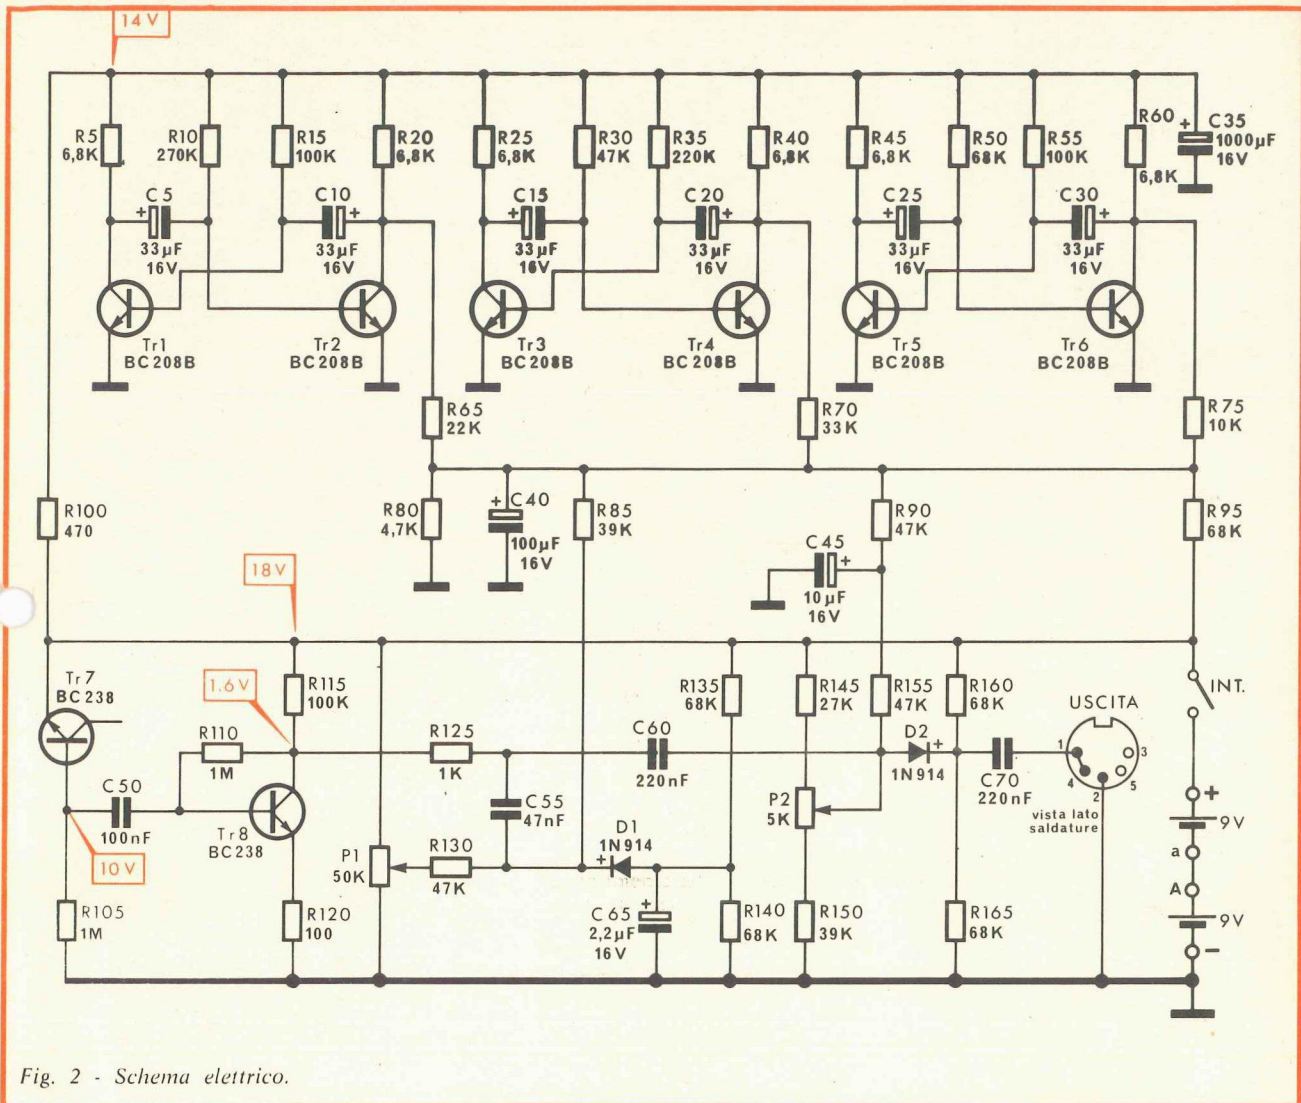 14 V
R5
6,8K
R10
270K
R15
100K
R20
6,8K
R25
6,8K
R30
47K
R35
220K
R40
6,8K
R45
6,8K
R50
68K
R55
100K
R60
6,8K
+
C35
1000µF
16V
+
C5
33µF
16V
C10
+
33µF
16V
+
C15
33µF
16V
C20
+
33µF
16V
+
C25
33µF
16V
C30
+
33µF
16V
Tr1
BC208B
Tr2
BC208B
Tr3
BC208B
Tr4
BC208B
Tr5
BC208B
Tr6
BC208B
R65
22K
R70
33K
R75
10K
R100
470
R80
4,7K
+
C40
100µF
16V
R85
39K
R90
47K
R95
68K
C45
+
10µF
16V
18V
Tr7
BC238
1.6V
R115
100K
R135
68K
R145
27K
R155
47K
R160
68K
USCITA
INT.
R110
1M
R125
1K
C60
220nF
D2
+
1N914
C70
220nF
1
4
2
5
3
vista lato
saldature
C50
100nF
Tr8
BC238
C55
47nF
P2
5K
+
9V
a
A
9V
-
10V
P1
50K
R130
47K
D1
1N914
+
R105
1M
R120
100
+
C65
2,2µF
16V
R140
68K
R150
39K
R165
68K
Fig. 2 - Schema elettrico.